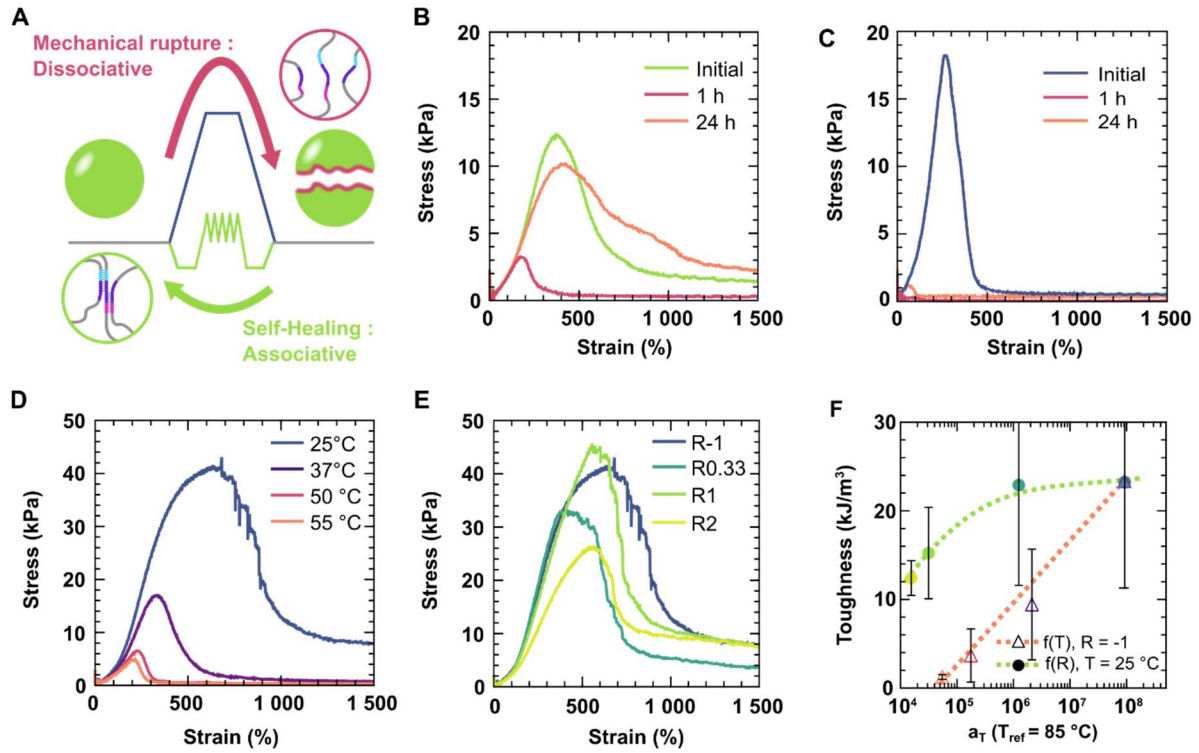 A
Mechanical rupture :
Dissociative
Self-Healing :
Associative
B
20
15
10
5
0
Stress (kPa)
Initial
1 h
24 h
0
500
1 000
1 500
Strain (%)
C
20
15
10
5
0
Stress (kPa)
Initial
1 h
24 h
0
500
1 000
1 500
Strain (%)
D
50
40
30
20
10
0
Stress (kPa)
25°C
37°C
50 °C
55 °C
0
500
1 000
1 500
Strain (%)
E
50
40
30
20
10
0
Stress (kPa)
R-1
R0.33
R1
R2
0
500
1 000
1 500
Strain (%)
F
30
20
10
0
Toughness (kJ/m³)
f(T), R = -1
f(R), T = 25 °C
10⁴
10⁵
10⁶
10⁷
10⁸
a_T (T_ref = 85 °C)